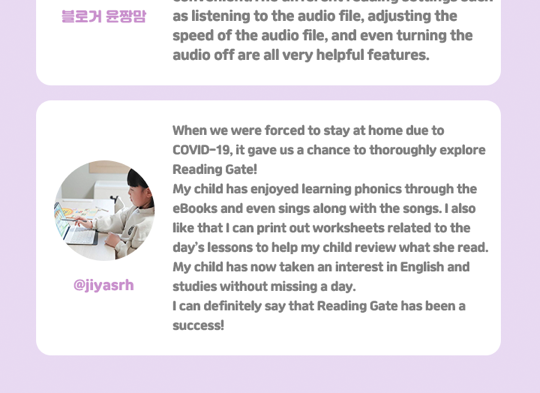 블로거 윤짱맘
as listening to the audio file, adjusting the
speed of the audio file, and even turning the
audio off are all very helpful features.
When we were forced to stay at home due to
COVID-19, it gave us a chance to thoroughly explore
Reading Gate!
My child has enjoyed learning phonics through the
eBooks and even sings along with the songs. I also
like that I can print out worksheets related to the
day's lessons to help my child review what she read.
My child has now taken an interest in English and
studies without missing a day.
I can definitely say that Reading Gate has been a
success!
@jiyasrh